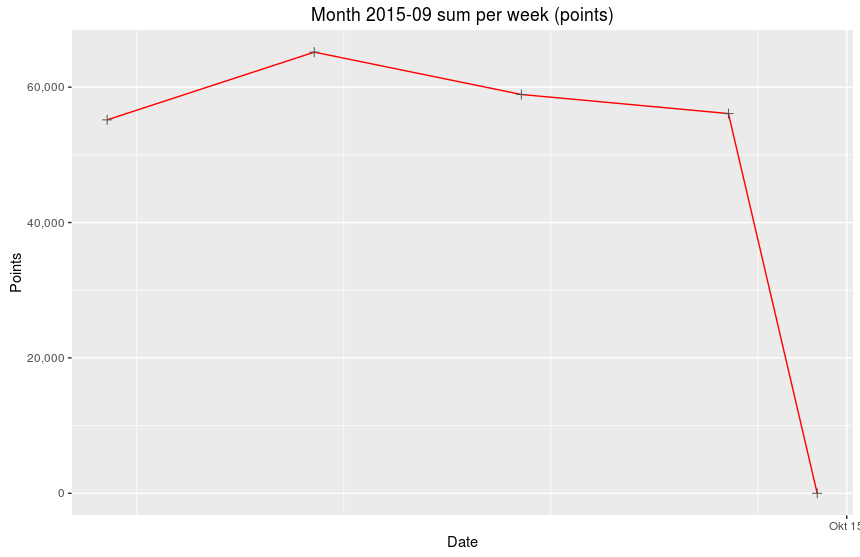 Month 2015-09 sum per week (points)
60,000
40,000
20,000
0
Points
Okt 15
Date